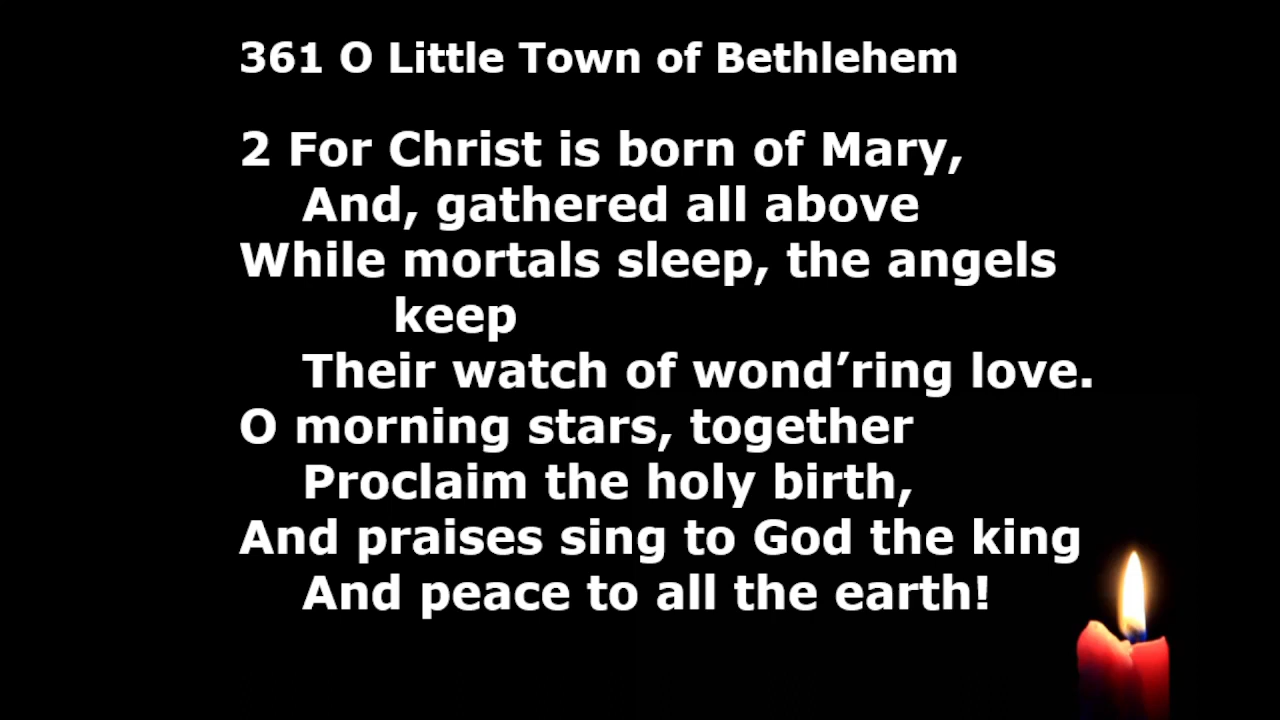 361 O Little Town of Bethlehem
2 For Christ is born of Mary,
And, gathered all above
While mortals sleep, the angels
keep
Their watch of wond’ring love.
O morning stars, together
Proclaim the holy birth,
And praises sing to God the king
And peace to all the earth!